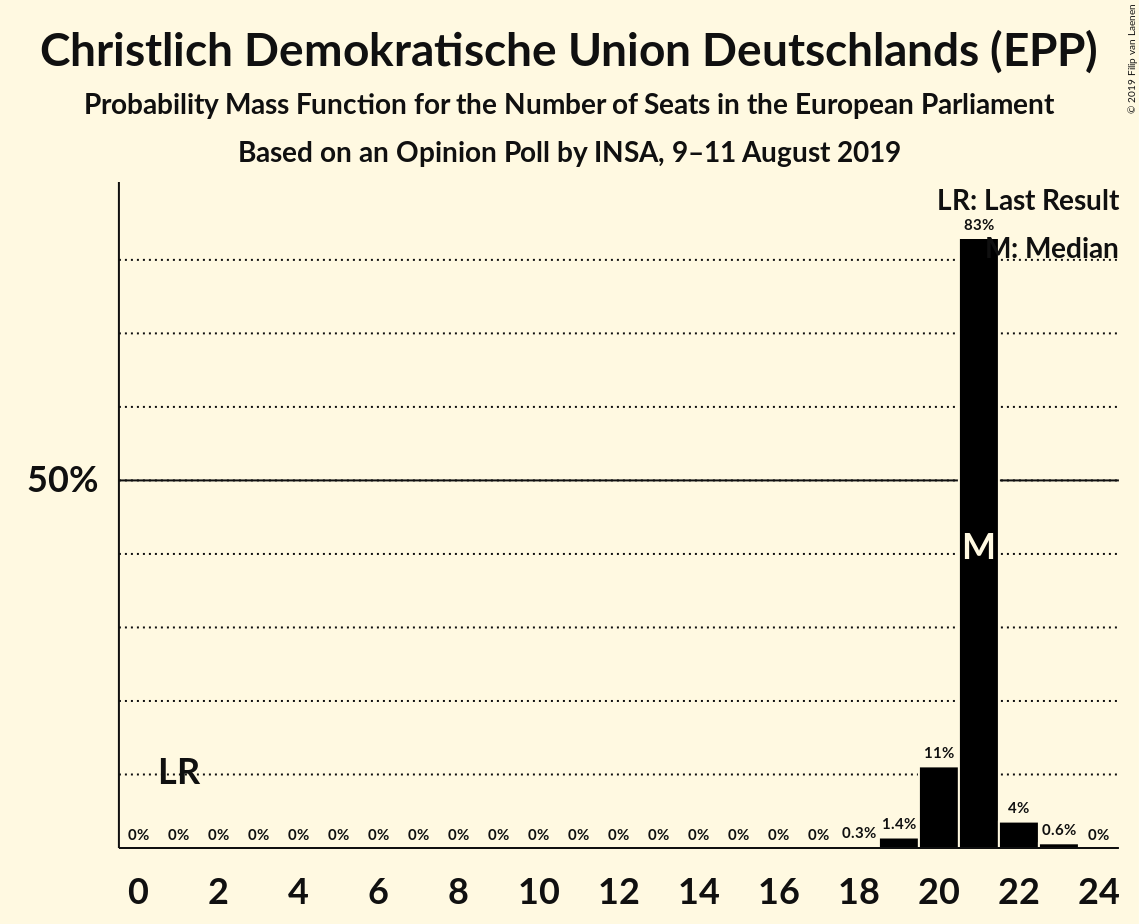 Christlich Demokratische Union Deutschlands (EPP)
Probability Mass Function for the Number of Seats in the European Parliament
Based on an Opinion Poll by INSA, 9–11 August 2019
© 2019 Filip van Laenen
LR: Last Result
83%
M: Median
50%
M
11%
LR
4%
0% 0% 0% 0% 0% 0% 0% 0% 0% 0% 0% 0% 0% 0% 0% 0% 0% 0% 0.3% 1.4% 0.6% 0%
0 2 4 6 8 10 12 14 16 18 20 22 24